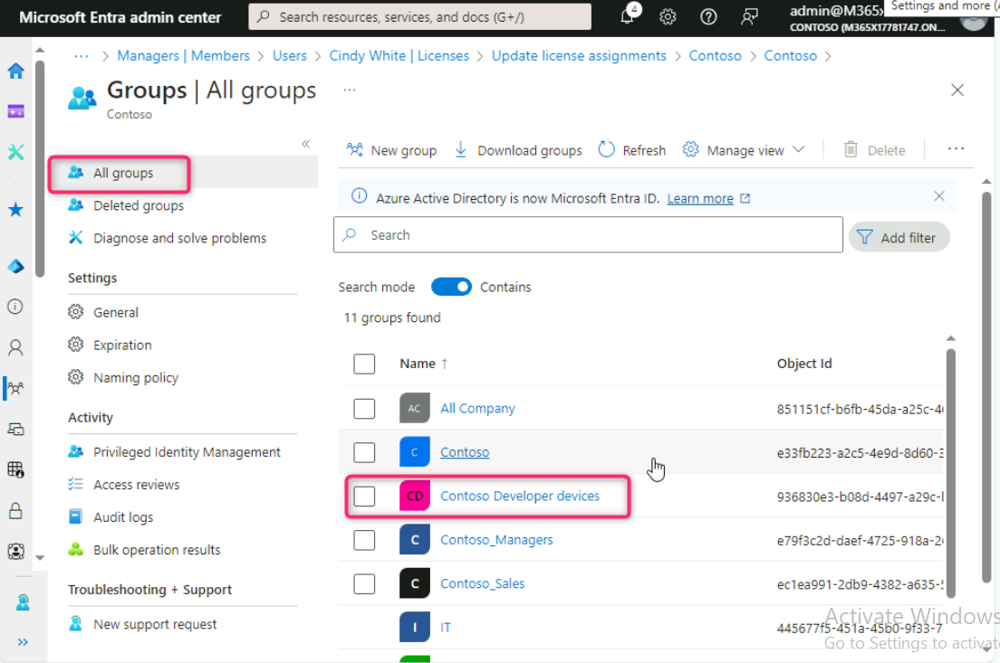 Microsoft Entra admin center
Search resources, services, and docs (G+/)
4
admin@M365x
CONTOSO (M365X17781747.ON...
Settings and more (
··· > Managers | Members > Users > Cindy White | Licenses > Update license assignments > Contoso > Contoso >
Groups | All groups ···
Contoso
«
New group
Download groups
Refresh
Manage view
Delete
···
All groups
Deleted groups
Diagnose and solve problems
Settings
General
Expiration
Naming policy
Activity
Privileged Identity Management
Access reviews
Audit logs
Bulk operation results
Troubleshooting + Support
New support request
Azure Active Directory is now Microsoft Entra ID. Learn more
Search
Add filter
Search mode
Contains
11 groups found
Name ↑ Object Id
AC All Company 851151cf-b6fb-45da-a25c-4
C Contoso e33fb223-a2c5-4e9d-8d60-3
CD Contoso Developer devices 936830e3-b08d-4497-a29c-
C Contoso_Managers e79f3c2d-daef-4725-918a-2
C Contoso_Sales ec1ea991-2db9-4382-a635-5
I IT 445677f5-451a-45b0-9f33-7
Activate Windows
Go to Settings to activat
»